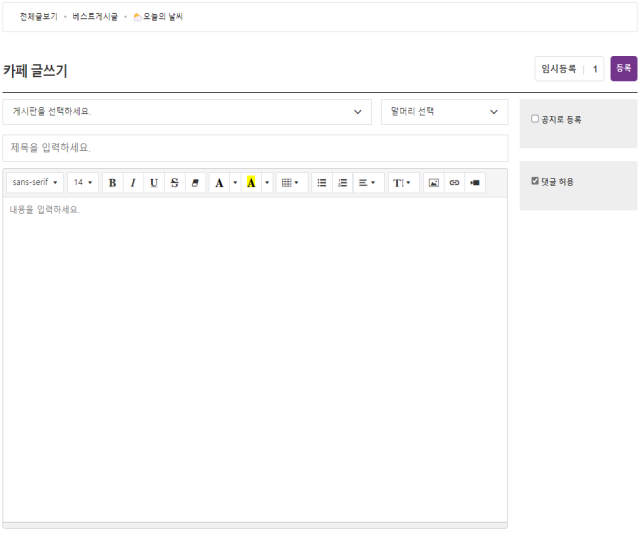 전체글보기 • 베스트게시글 • 오늘의 날씨
카페 글쓰기
임시등록 | 1
등록
게시판을 선택하세요.
말머리 선택
공지로 등록
제목을 입력하세요.
댓글 허용
sans-serif 14 B I U S A A T
내용을 입력하세요.